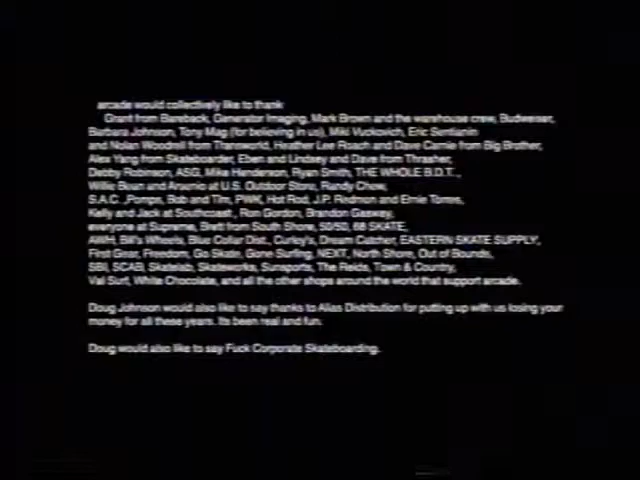 arcade would collectively like to thank
Grant from Bareback, Generator Imaging, Mark Brown and the warehouse crew, Budweiser,
Barbara Johnson, Tony Mag (for believing in us), Miki Vuckovich, Eric Sentianin
and Nolan Woodrell from Transworld, Heather Lee Roach and Dave Carnie from Big Brother,
Alex Yang from Skateboarder, Eben and Lindsey and Dave from Thrasher,
Debby Robinson, ASG, Mike Henderson, Ryan Smith, THE WHOLE B.D.T. ,
Willie Buan and Arsenio at U.S. Outdoor Store, Randy Chow,
S.A.C. ,Pomps, Bob and Tim, PWK, Hot Rod, J.P. Redmon and Ernie Torres,
Kelly and Jack at Southcoast , Ron Gordon, Brandon Gaskey,
everyone at Supreme, Brett from South Shore, 50/50, 68 SKATE,
AWH, Bill's Wheels, Blue Collar Dist., Curley's, Dream Catcher, EASTERN SKATE SUPPLY,
First Gear, Freedom, Go Skate, Gone Surfing, NEXT, North Shore, Out of Bounds,
SBI, SCAB, Skatelab, Skateworks, Sunsports, The Reids, Town & Country,
Val Surf, White Chocolate, and all the other shops around the world that support arcade.
Doug Johnson would also like to say thanks to Alias Distribution for putting up with us losing your
money for all these years. Its been real and fun.
Doug would also like to say Fuck Corporate Skateboarding.